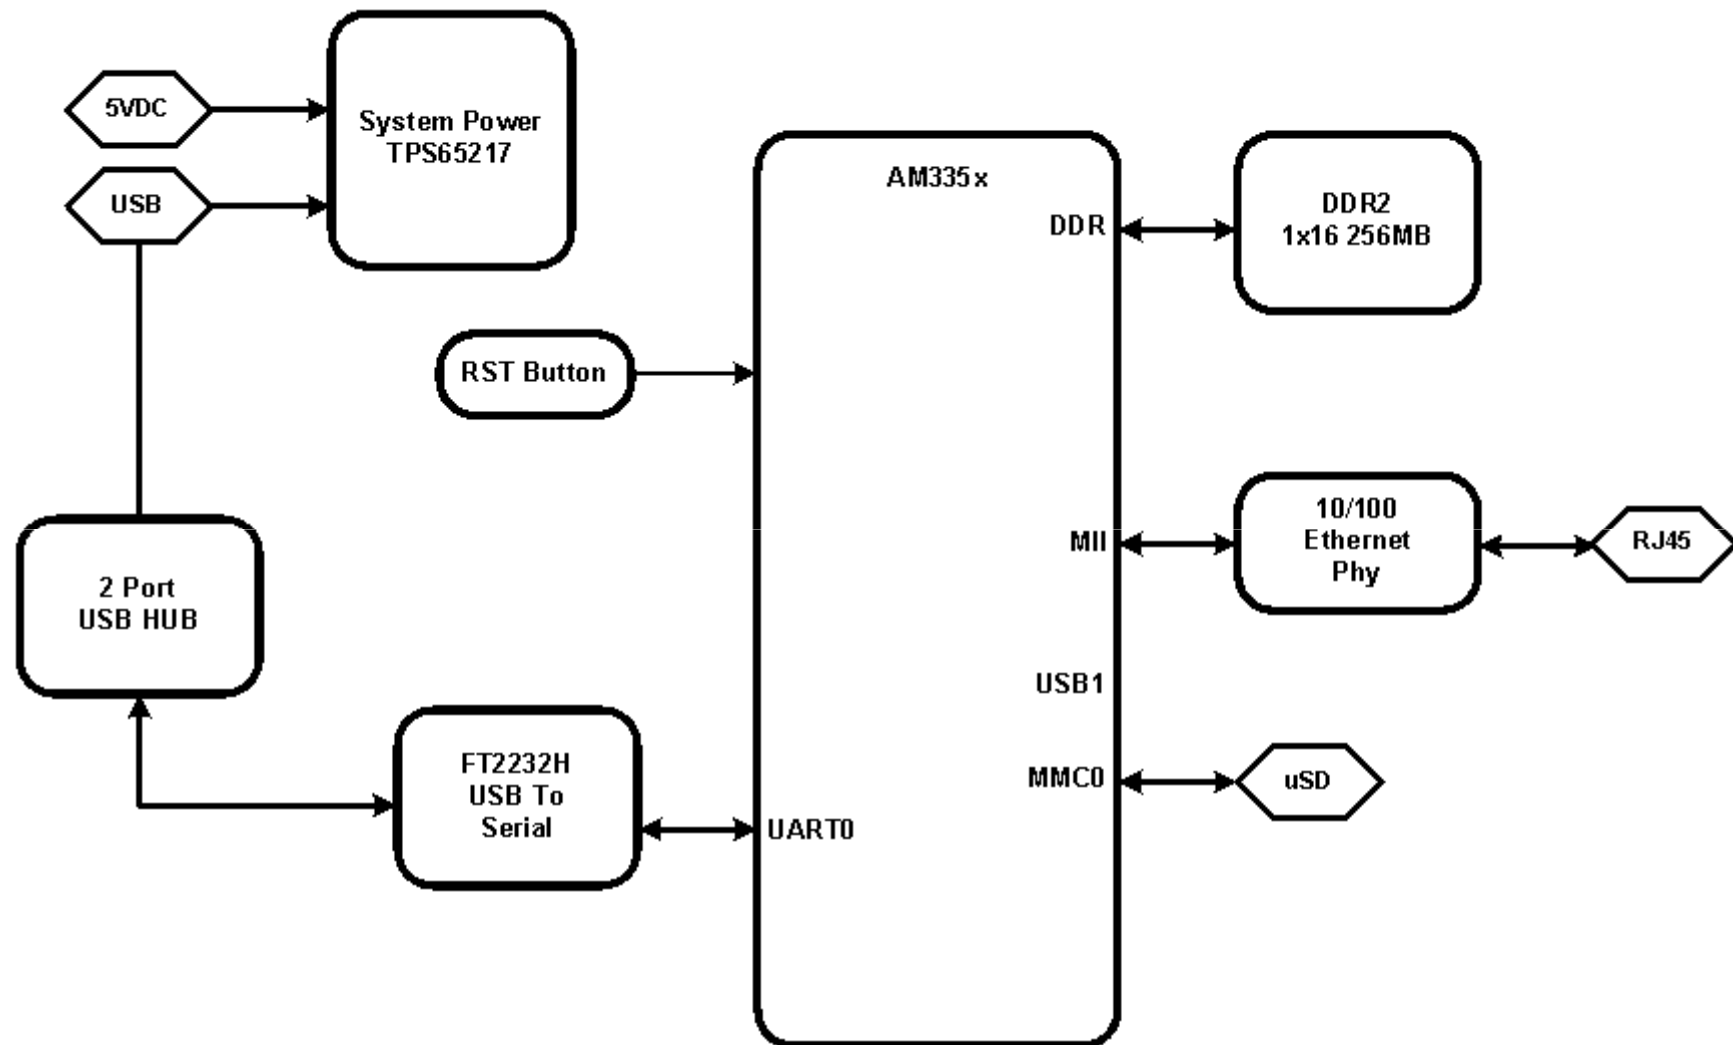 5VDC
System Power
TPS65217
USB
AM335x
DDR
DDR2
1x16 256MB
RST Button
10/100
Ethernet
Phy
MII
RJ45
2 Port
USB HUB
USB1
FT2232H
USB To
Serial
MMC0
uSD
UART0